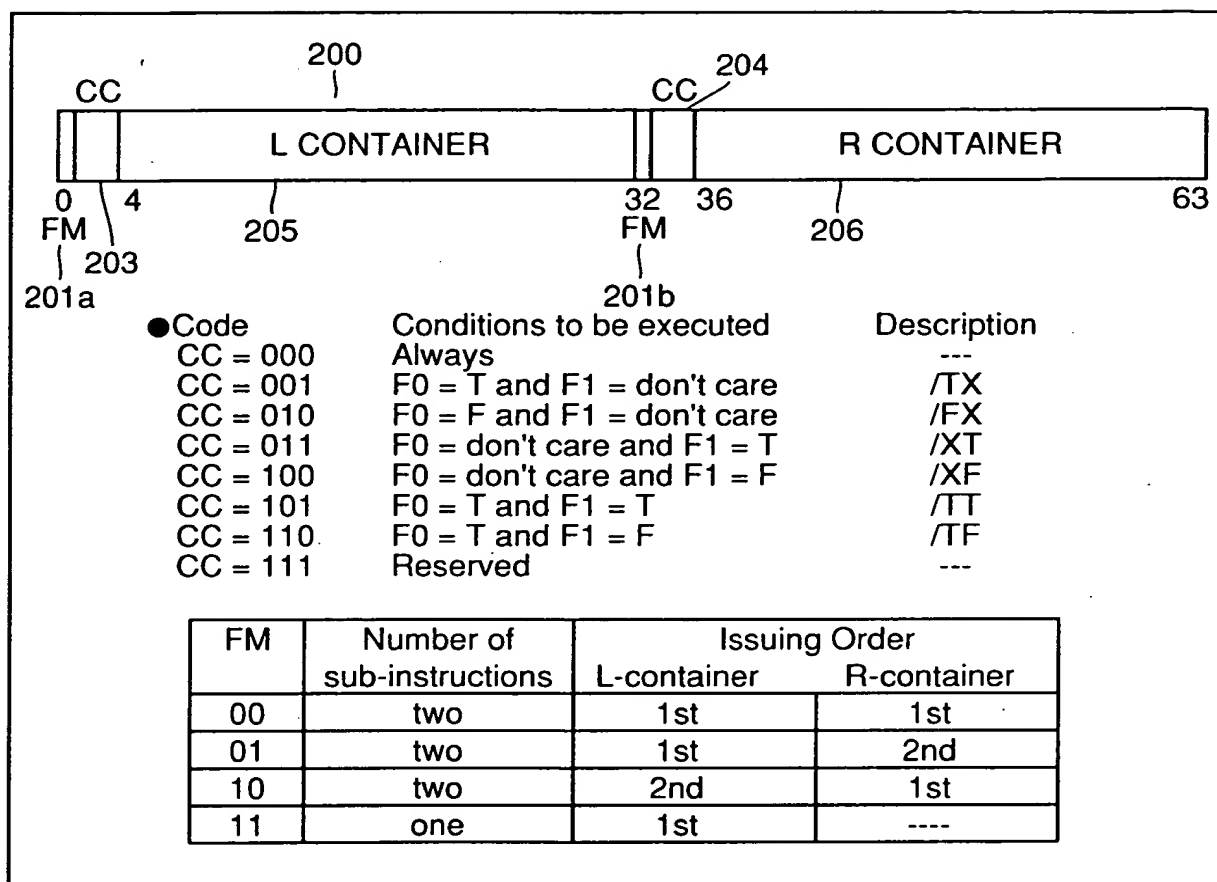 200
CC
CC
204
L CONTAINER
R CONTAINER
0
4
32
36
63
FM
203
205
FM
206
201a
201b
●Code Conditions to be executed Description
CC = 000 Always ---
CC = 001 F0 = T and F1 = don't care /TX
CC = 010 F0 = F and F1 = don't care /FX
CC = 011 F0 = don't care and F1 = T /XT
CC = 100 F0 = don't care and F1 = F /XF
CC = 101 F0 = T and F1 = T /TT
CC = 110 F0 = T and F1 = F /TF
CC = 111 Reserved ---
FM Number of Issuing Order
sub-instructions L-container R-container
00 two 1st 1st
01 two 1st 2nd
10 two 2nd 1st
11 one 1st ----